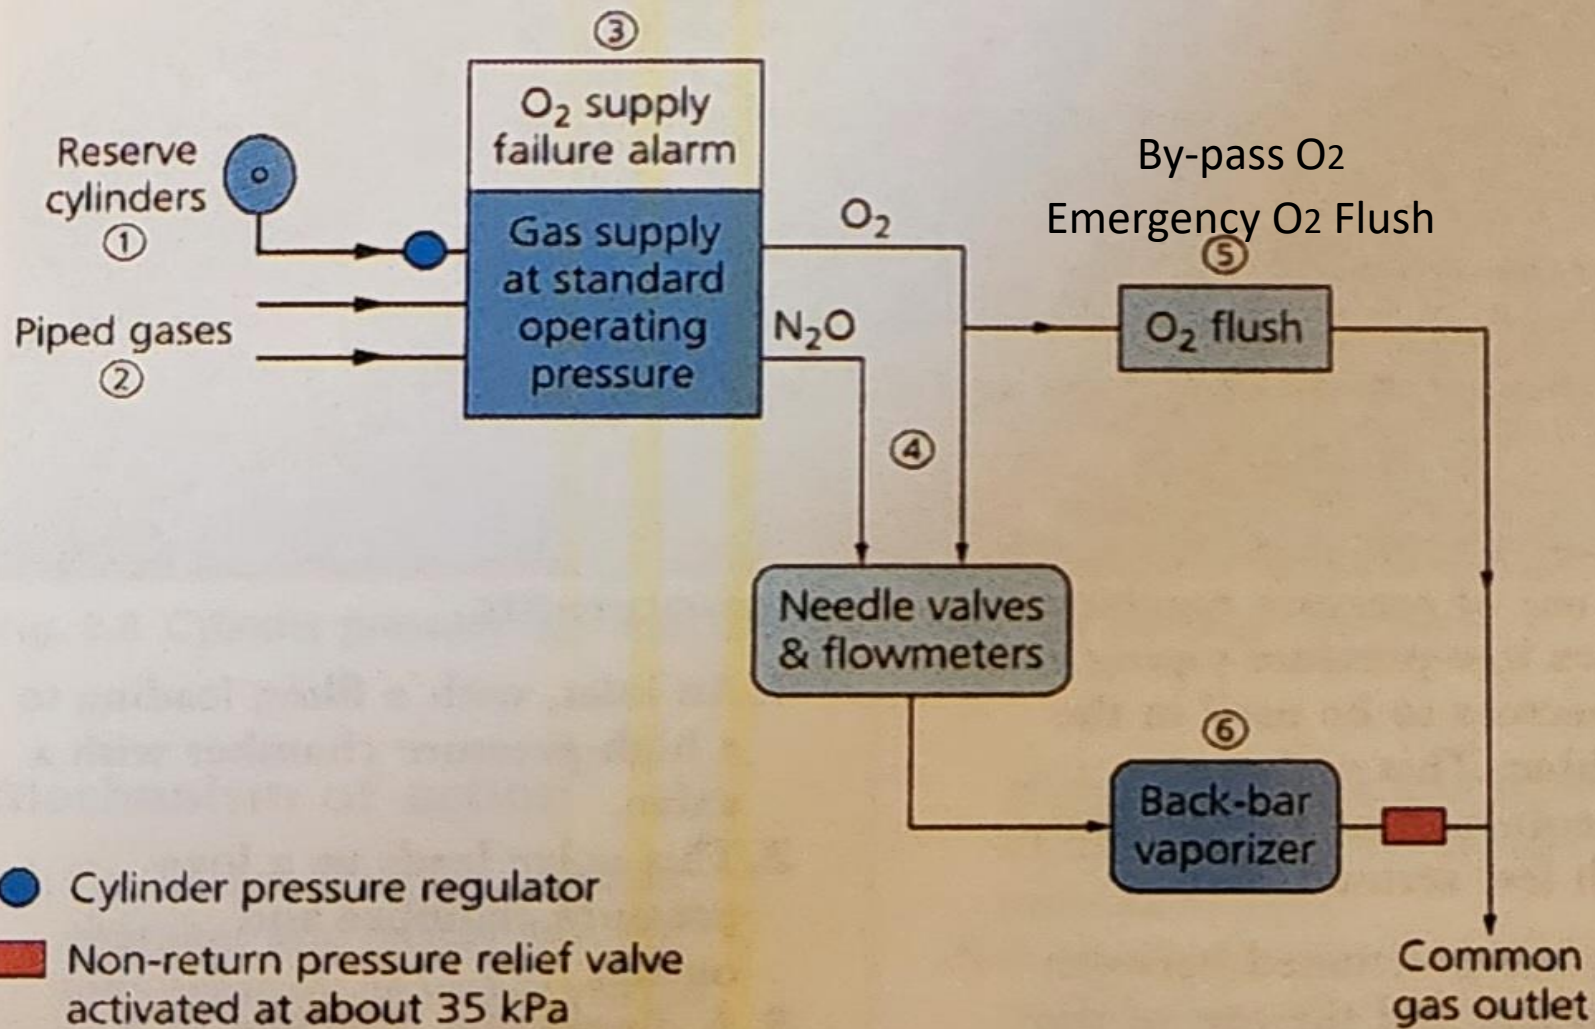 ③
O₂ supply
failure alarm
Reserve
cylinders
①
Gas supply
at standard
operating
pressure
Piped gases
②
O₂
N₂O
④
By-pass O2
Emergency O2 Flush
⑤
O₂ flush
Needle valves
& flowmeters
⑥
Back-bar
vaporizer
Cylinder pressure regulator
Non-return pressure relief valve
activated at about 35 kPa
Common
gas outlet